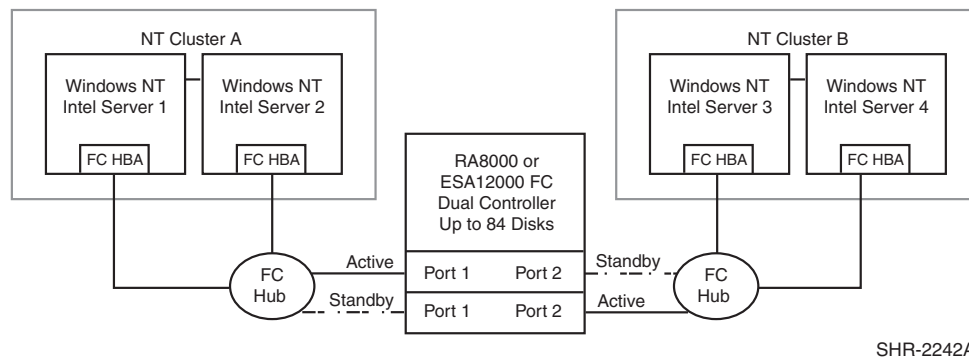 NT Cluster A
Windows NT
Intel Server 1
FC HBA
Windows NT
Intel Server 2
FC HBA
NT Cluster B
Windows NT
Intel Server 3
FC HBA
Windows NT
Intel Server 4
FC HBA
RA8000 or
ESA12000 FC
Dual Controller
Up to 84 Disks
FC
Hub
Active
Port 1
Port 2
Standby
Standby
Port 1
Port 2
Active
FC
Hub
SHR-2242A